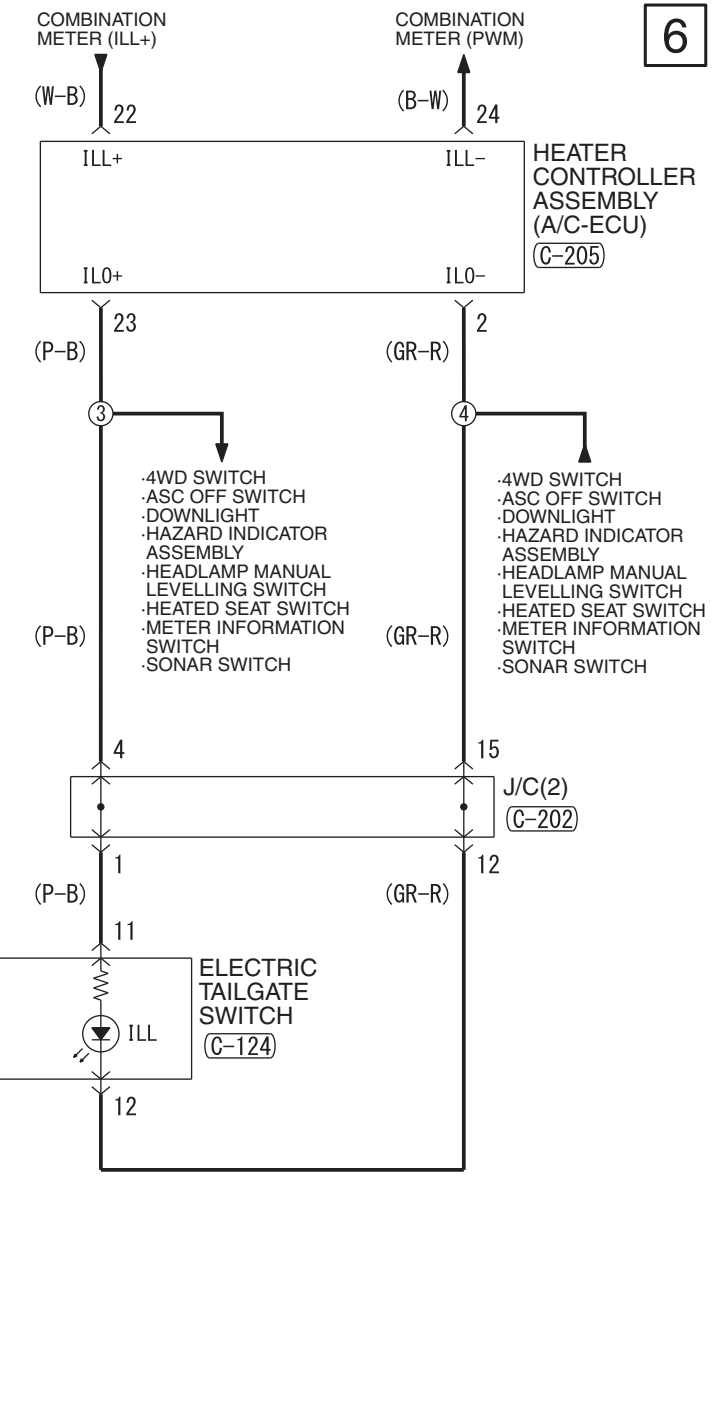 COMBINATION
METER (ILL+)
COMBINATION
METER (PWM)
6
(W-B)
22
(B-W)
24
ILL+
ILL-
HEATER
CONTROLLER
ASSEMBLY
(A/C-ECU)
C-205
ILO+
ILO-
23
2
(P-B)
(GR-R)
3
4
·4WD SWITCH
·ASC OFF SWITCH
·DOWNLIGHT
·HAZARD INDICATOR
ASSEMBLY
·HEADLAMP MANUAL
LEVELLING SWITCH
·HEATED SEAT SWITCH
·METER INFORMATION
SWITCH
·SONAR SWITCH
·4WD SWITCH
·ASC OFF SWITCH
·DOWNLIGHT
·HAZARD INDICATOR
ASSEMBLY
·HEADLAMP MANUAL
LEVELLING SWITCH
·HEATED SEAT SWITCH
·METER INFORMATION
SWITCH
·SONAR SWITCH
(P-B)
(GR-R)
4
15
J/C(2)
C-202
1
12
(P-B)
(GR-R)
11
ELECTRIC
TAILGATE
SWITCH
C-124
ILL
12